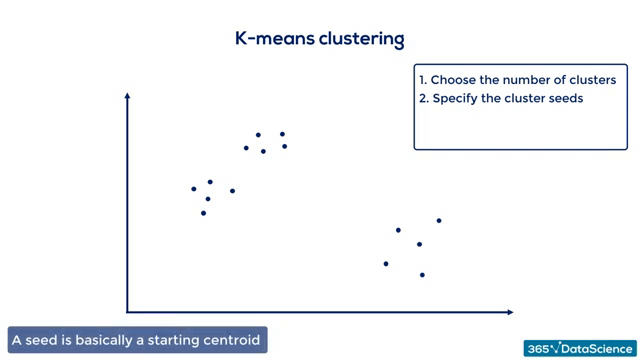 K-means clustering
1. Choose the number of clusters
2. Specify the cluster seeds
A seed is basically a starting centroid
365 DataScience